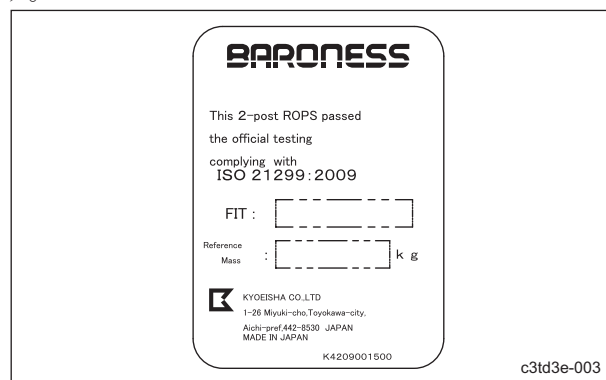 BARONESS
This 2-post ROPS passed
the official testing
complying with
ISO 21299:2009
FIT :
Reference
Mass : kg
KYOEISHA CO.,LTD
1-26 Miyuki-cho,Toyokawa-city,
Aichi-pref,442-8530 JAPAN
MADE IN JAPAN
K4209001500
c3td3e-003